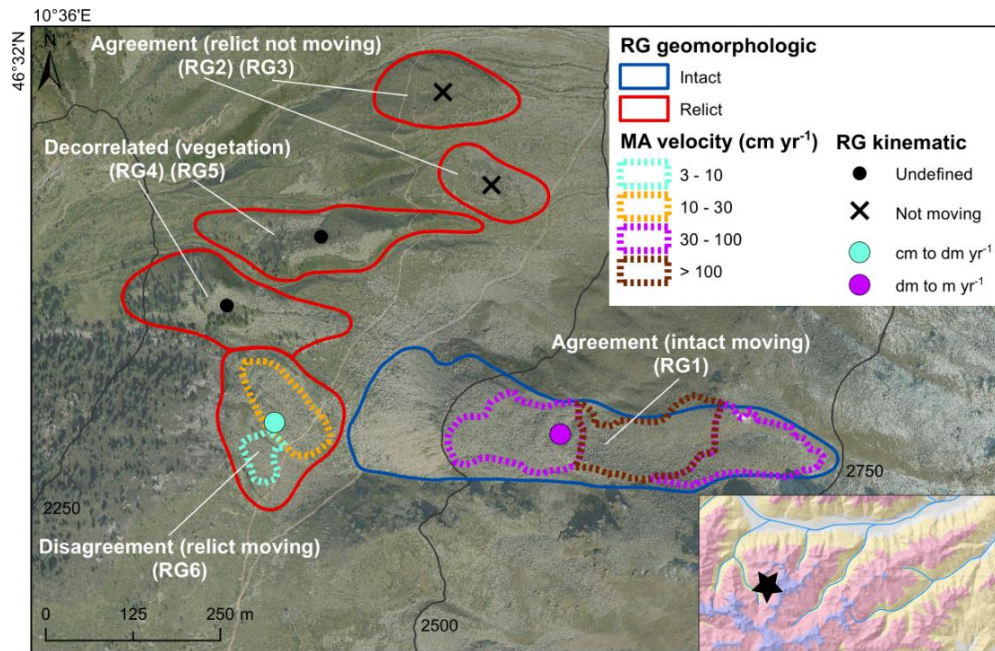 10°36'E
46°32'N
N
Agreement (relict not moving)
(RG2) (RG3)
Decorrelated (vegetation)
(RG4) (RG5)
Agreement (intact moving)
(RG1)
Disagreement (relict moving)
(RG6)
2250
2500
2750
0 125 250 m
RG geomorphologic
Intact
Relict
MA velocity (cm yr⁻¹)
3 - 10
10 - 30
30 - 100
> 100
RG kinematic
Undefined
Not moving
cm to dm yr⁻¹
dm to m yr⁻¹